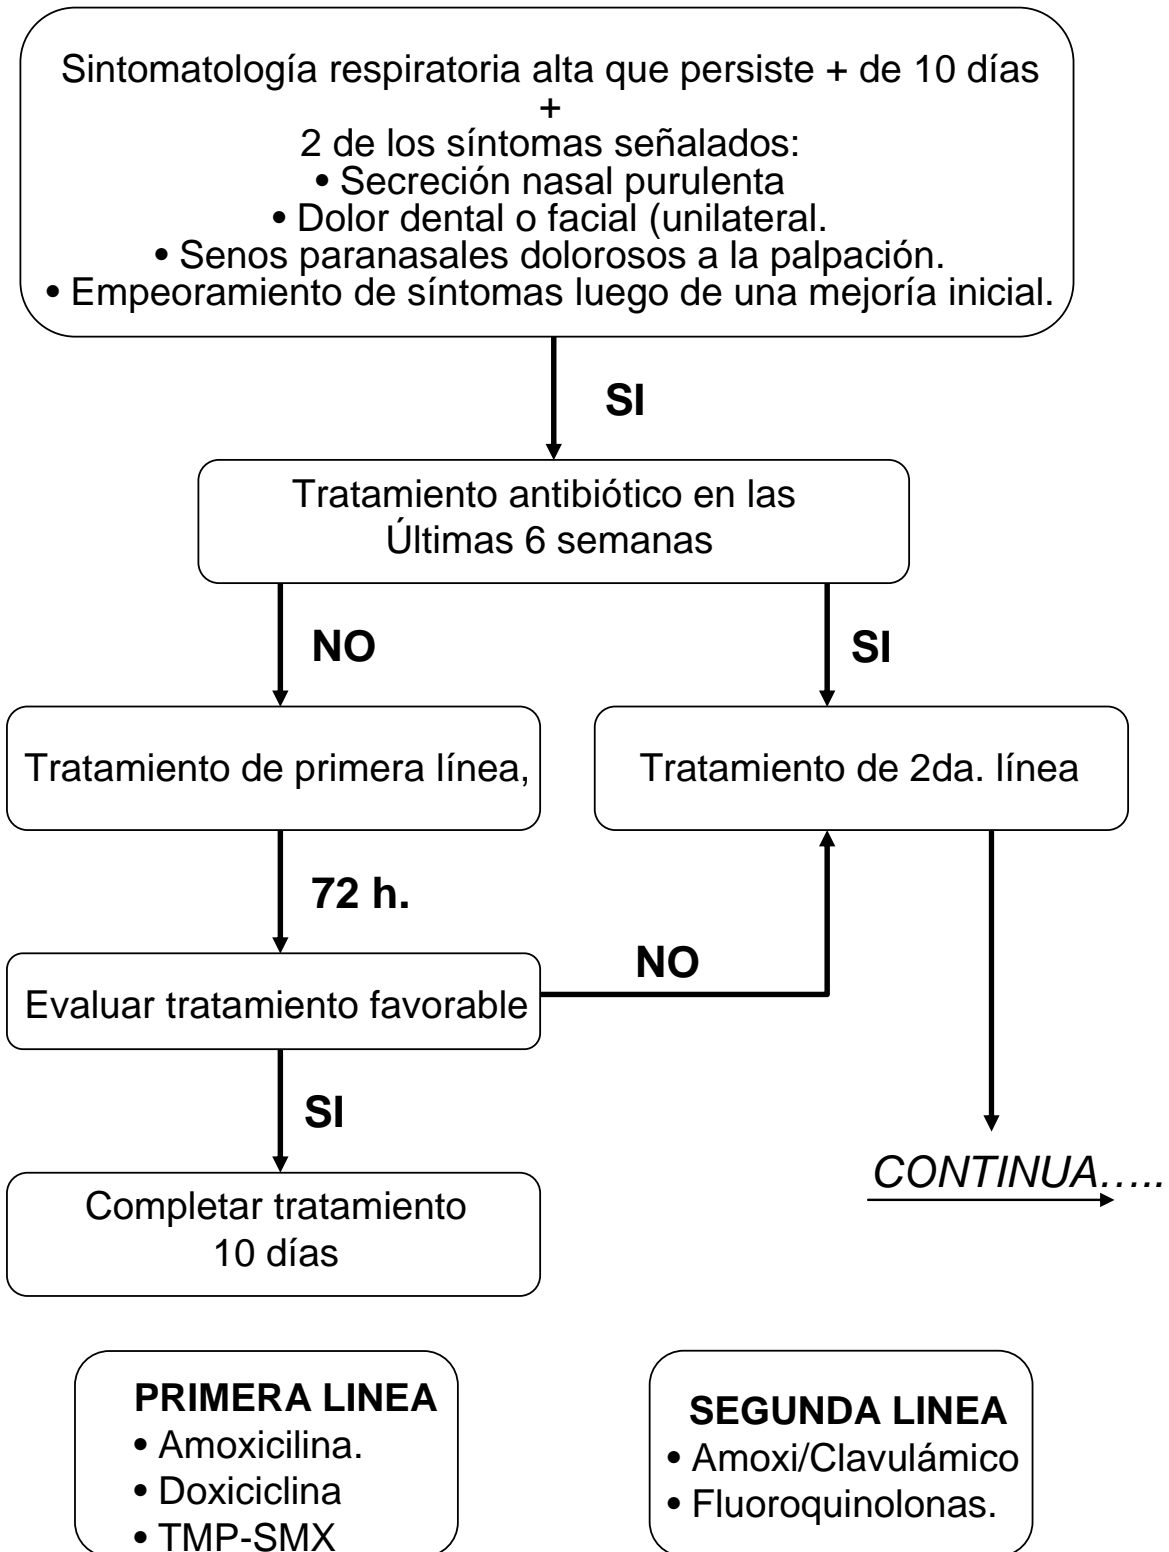 Sintomatología respiratoria alta que persiste + de 10 días
+
2 de los síntomas señalados:
• Secreción nasal purulenta
• Dolor dental o facial (unilateral.
• Senos paranasales dolorosos a la palpación.
• Empeoramiento de síntomas luego de una mejoría inicial.
SI
Tratamiento antibiótico en las
Últimas 6 semanas
NO
SI
Tratamiento de primera línea,
Tratamiento de 2da. línea
72 h.
NO
Evaluar tratamiento favorable
SI
CONTINUA.....
Completar tratamiento
10 días
PRIMERA LINEA
• Amoxicilina.
• Doxiciclina
• TMP-SMX
SEGUNDA LINEA
• Amoxi/Clavulámico
• Fluoroquinolonas.